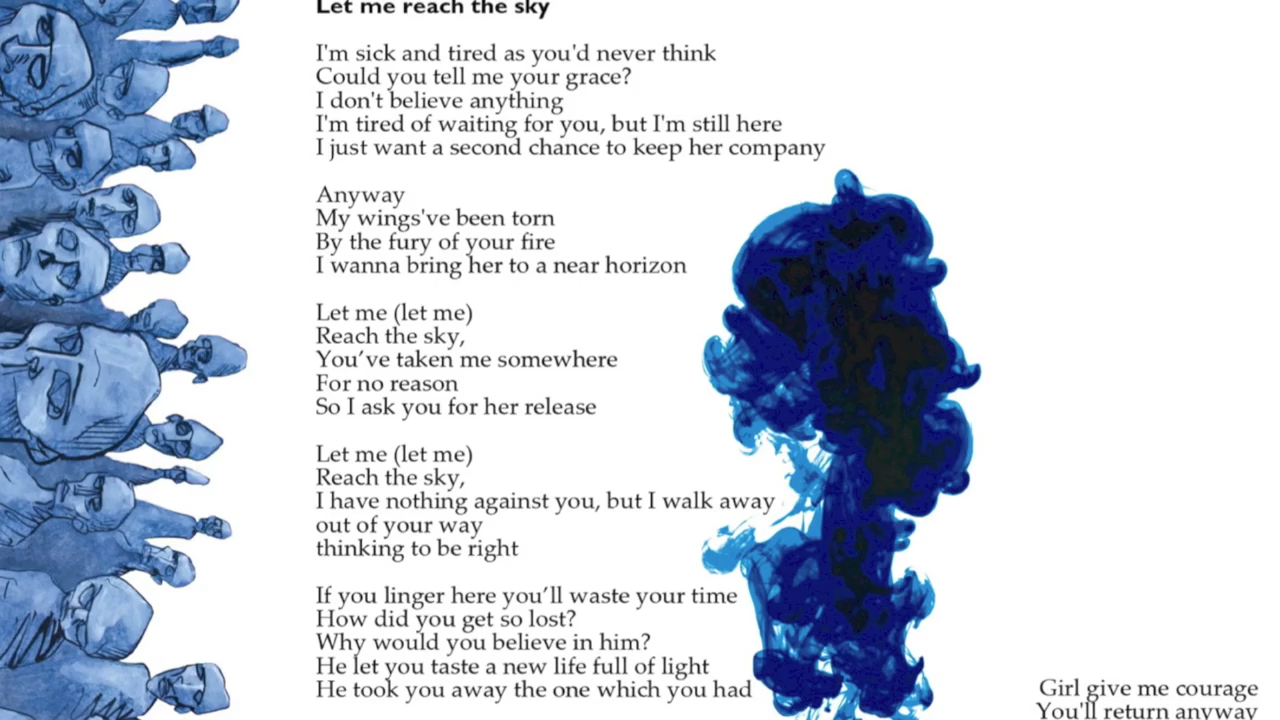 Let me reach the sky
I'm sick and tired as you'd never think
Could you tell me your grace?
I don't believe anything
I'm tired of waiting for you, but I'm still here
I just want a second chance to keep her company
Anyway
My wings've been torn
By the fury of your fire
I wanna bring her to a near horizon
Let me (let me)
Reach the sky,
You’ve taken me somewhere
For no reason
So I ask you for her release
Let me (let me)
Reach the sky,
I have nothing against you, but I walk away
out of your way
thinking to be right
If you linger here you’ll waste your time
How did you get so lost?
Why would you believe in him?
He let you taste a new life full of light
He took you away the one which you had
Girl give me courage
You'll return anyway